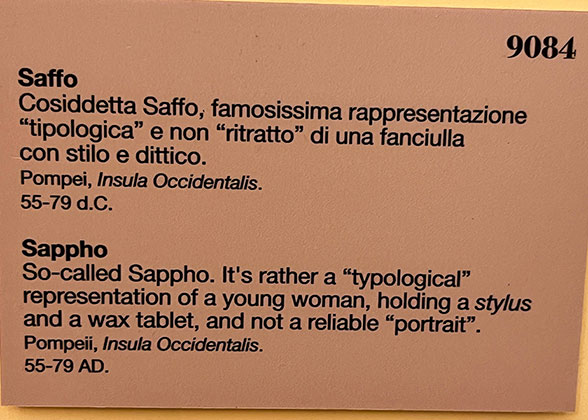 9084
Saffo
Cosiddetta Saffo, famosissima rappresentazione
“tipologica” e non “ritratto” di una fanciulla
con stilo e dittico.
Pompei, Insula Occidentalis.
55-79 d.C.
Sappho
So-called Sappho. It's rather a “typological”
representation of a young woman, holding a stylus
and a wax tablet, and not a reliable “portrait”.
Pompeii, Insula Occidentalis.
55-79 AD.